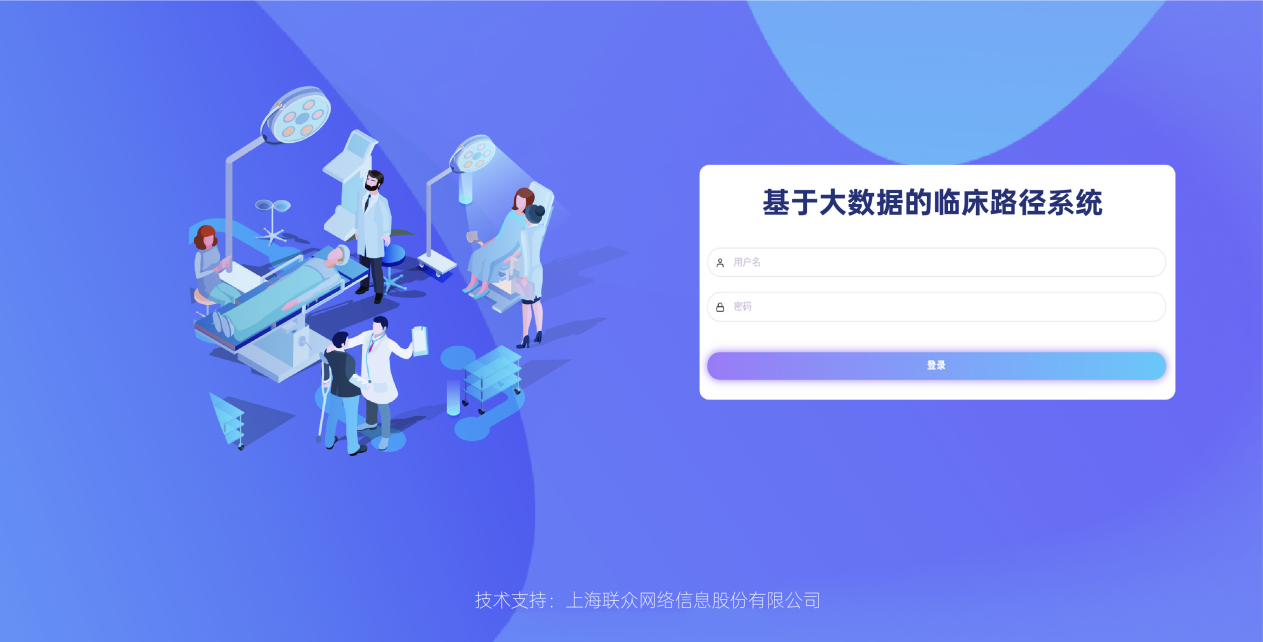 基于大数据的临床路径系统
用户名
密码
登录
技术支持：上海联众网络信息股份有限公司